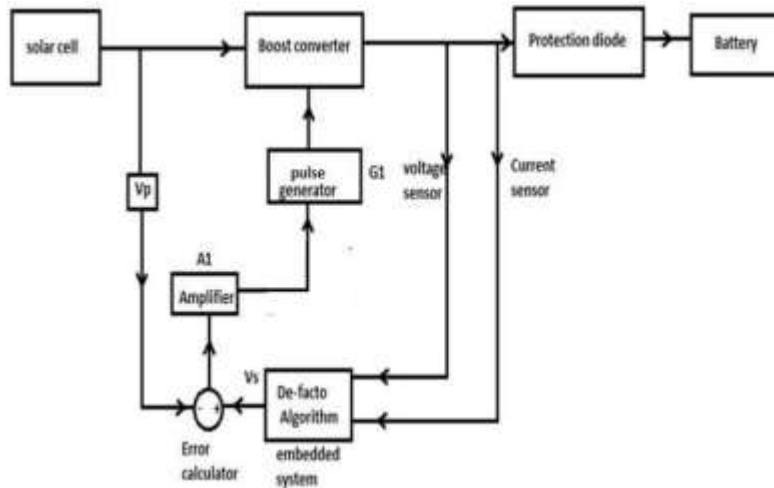 solar cell
Boost converter
Protection diode
Battery
pulse
generator
G1
voltage
sensor
Current
sensor
Vp
A1
Amplifier
Vs
De-facto
Algorithm
- +
Error
calculator
embedded
system